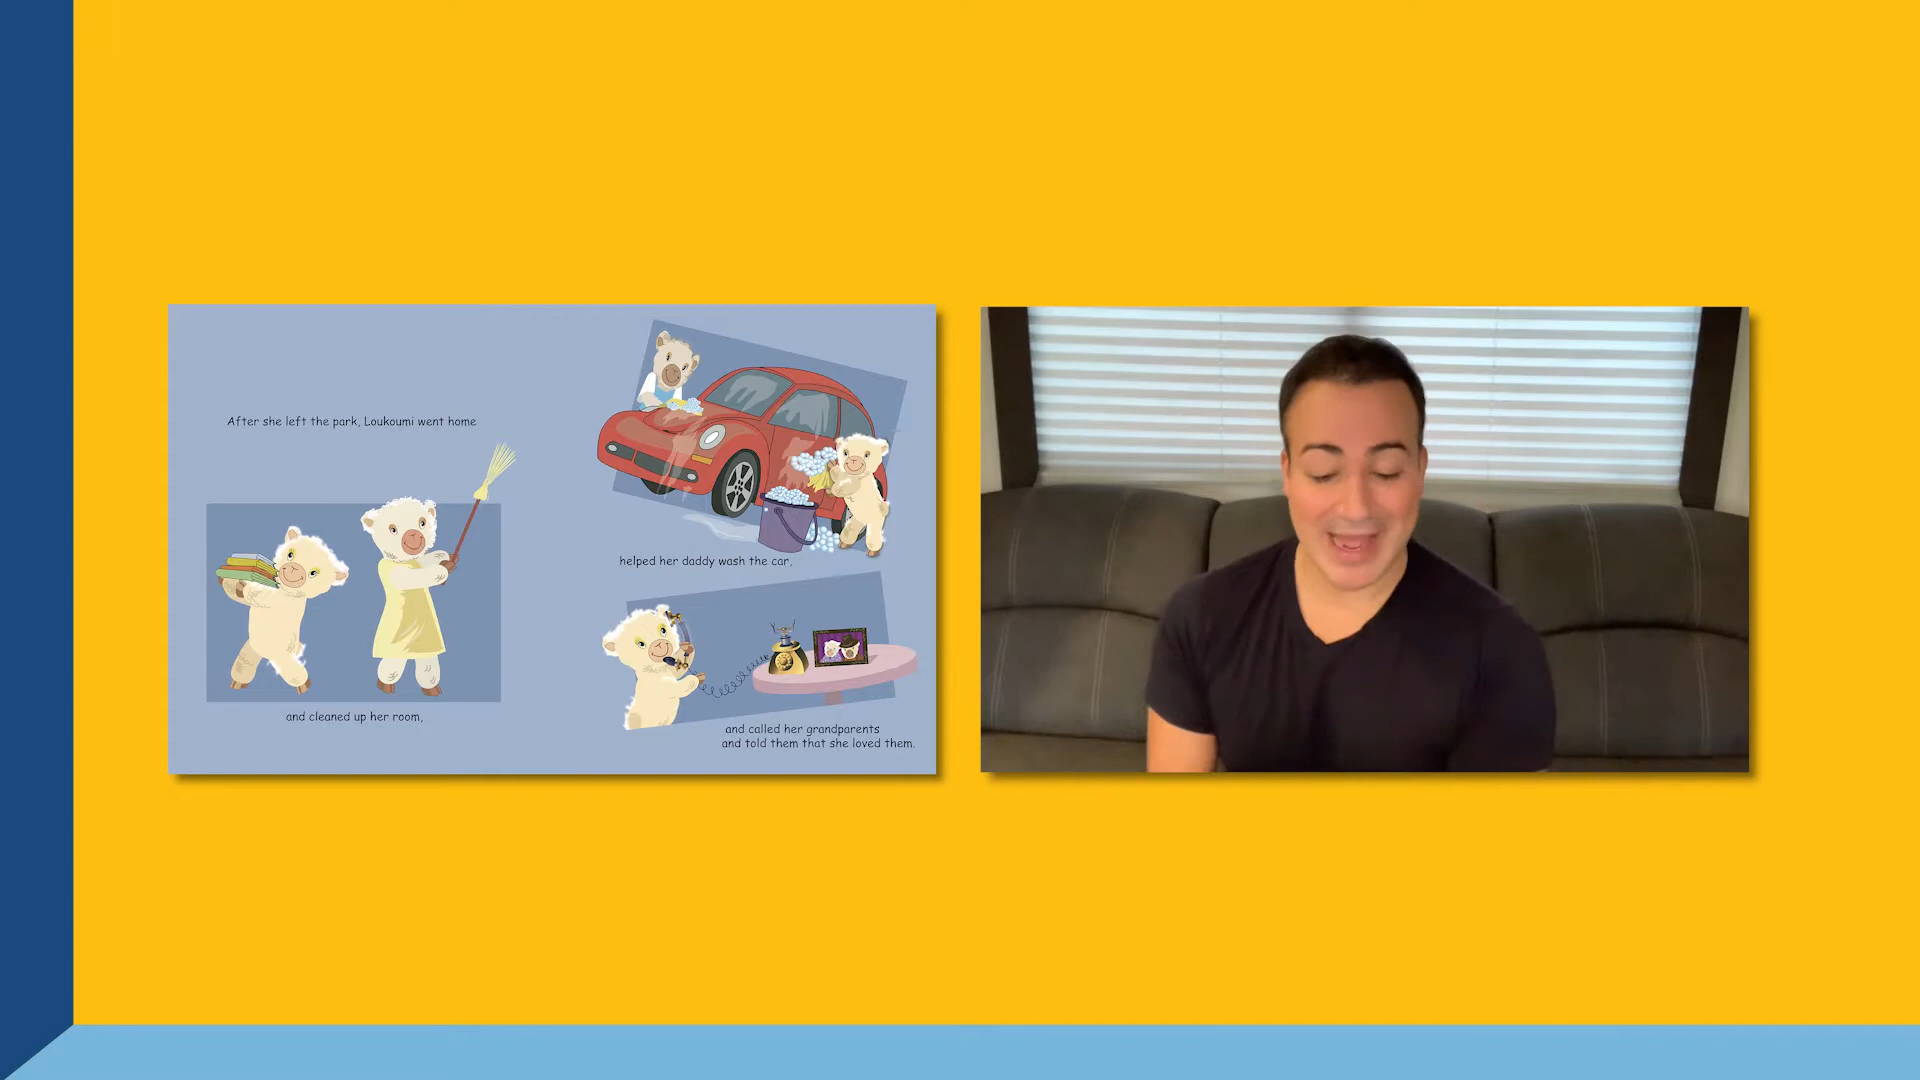 After she left the park, Loukoumi went home
and cleaned up her room,
helped her daddy wash the car,
and called her grandparents
and told them that she loved them.